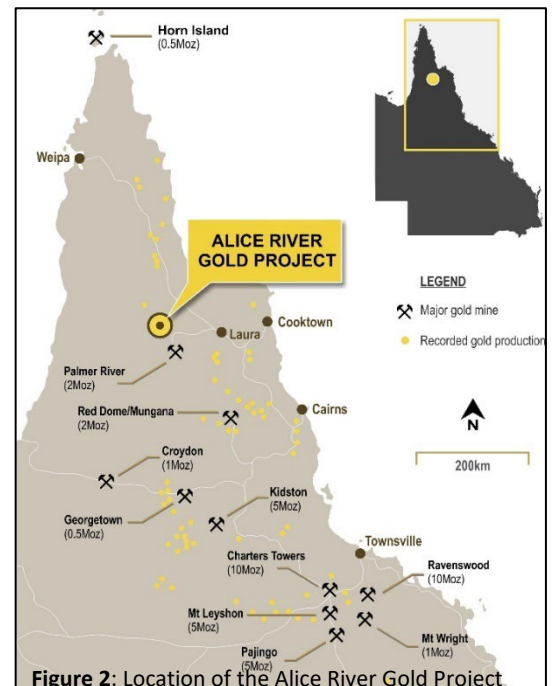 Horn Island
(0.5Moz)
Weipa
ALICE RIVER
GOLD PROJECT
LEGEND
Major gold mine
Recorded gold production
Cooktown
Laura
Palmer River
(2Moz)
Red Dome/Mungana
(2Moz)
Cairns
N
200km
Croydon
(1Moz)
Georgetown
(0.5Moz)
Kidston
(5Moz)
Townsville
Charters Towers
(10Moz)
Ravenswood
(10Moz)
Mt Leyshon
(5Moz)
Mt Wright
(1Moz)
Pajingo
(5Moz)
Figure 2: Location of the Alice River Gold Project